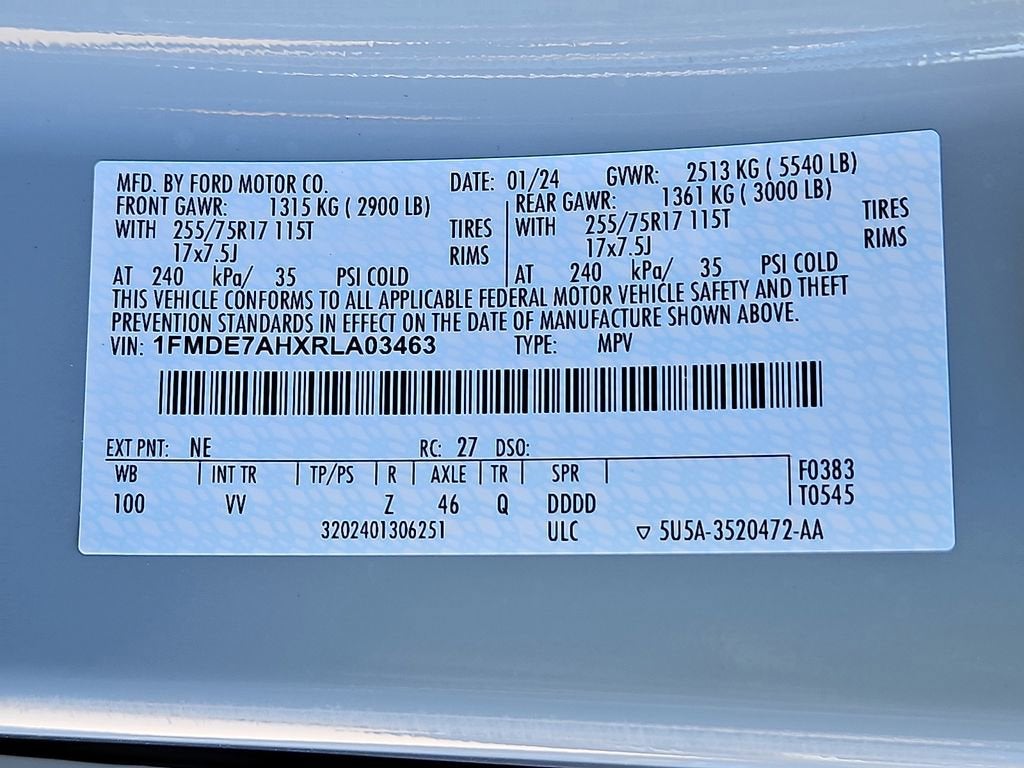 MFD. BY FORD MOTOR CO. DATE: 01/24 GVWR: 2513 KG ( 5540 LB)
FRONT GAWR: 1315 KG ( 2900 LB) REAR GAWR: 1361 KG ( 3000 LB)
WITH 255/75R17 115T TIRES WITH 255/75R17 115T TIRES
17x7.5J RIMS 17x7.5J RIMS
AT 240 kPa/ 35 PSI COLD AT 240 kPa/ 35 PSI COLD
THIS VEHICLE CONFORMS TO ALL APPLICABLE FEDERAL MOTOR VEHICLE SAFETY AND THEFT
PREVENTION STANDARDS IN EFFECT ON THE DATE OF MANUFACTURE SHOWN ABOVE.
VIN: 1FMDE7AHXRLA03463 TYPE: MPV
EXT PNT: NE RC: 27 DSO:
WB INT TR TP/PS R AXLE TR SPR F0383
100 VV Z 46 Q DDDD T0545
3202401306251 ULC ▽ 5U5A-3520472-AA